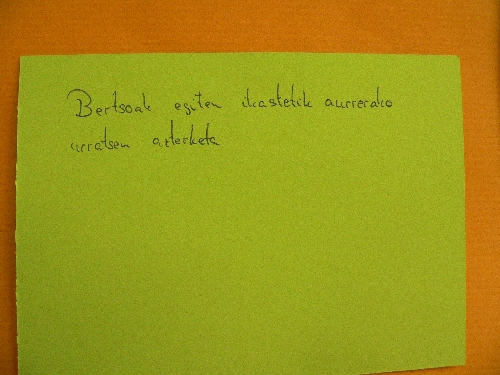 Bertsoak egiten ikastetik aurrerako
urratsen azterketa